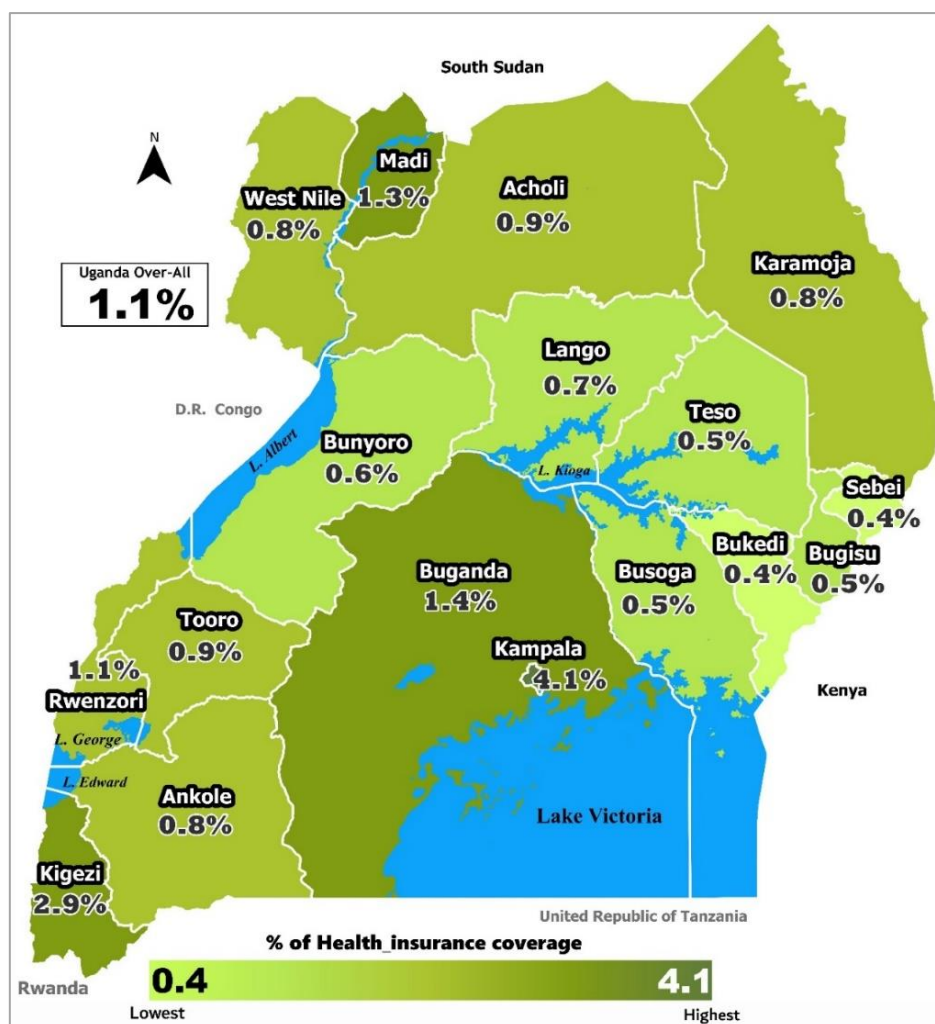 South Sudan
N
Madi
1.3%
West Nile
0.8%
Acholi
0.9%
Karamoja
0.8%
Uganda Over-All
1.1%
Lango
0.7%
D.R. Congo
L. Albert
Bunyoro
0.6%
Teso
0.5%
L. Kioga
Sebei
0.4%
Bukedi
0.4%
Bugisu
0.5%
Buganda
1.4%
Busoga
0.5%
Tooro
0.9%
Kampala
4.1%
1.1%
Rwenzori
Kenya
L. George
L. Edward
Ankole
0.8%
Lake Victoria
Kigezi
2.9%
United Republic of Tanzania
% of Health_insurance coverage
0.4
4.1
Rwanda
Lowest
Highest